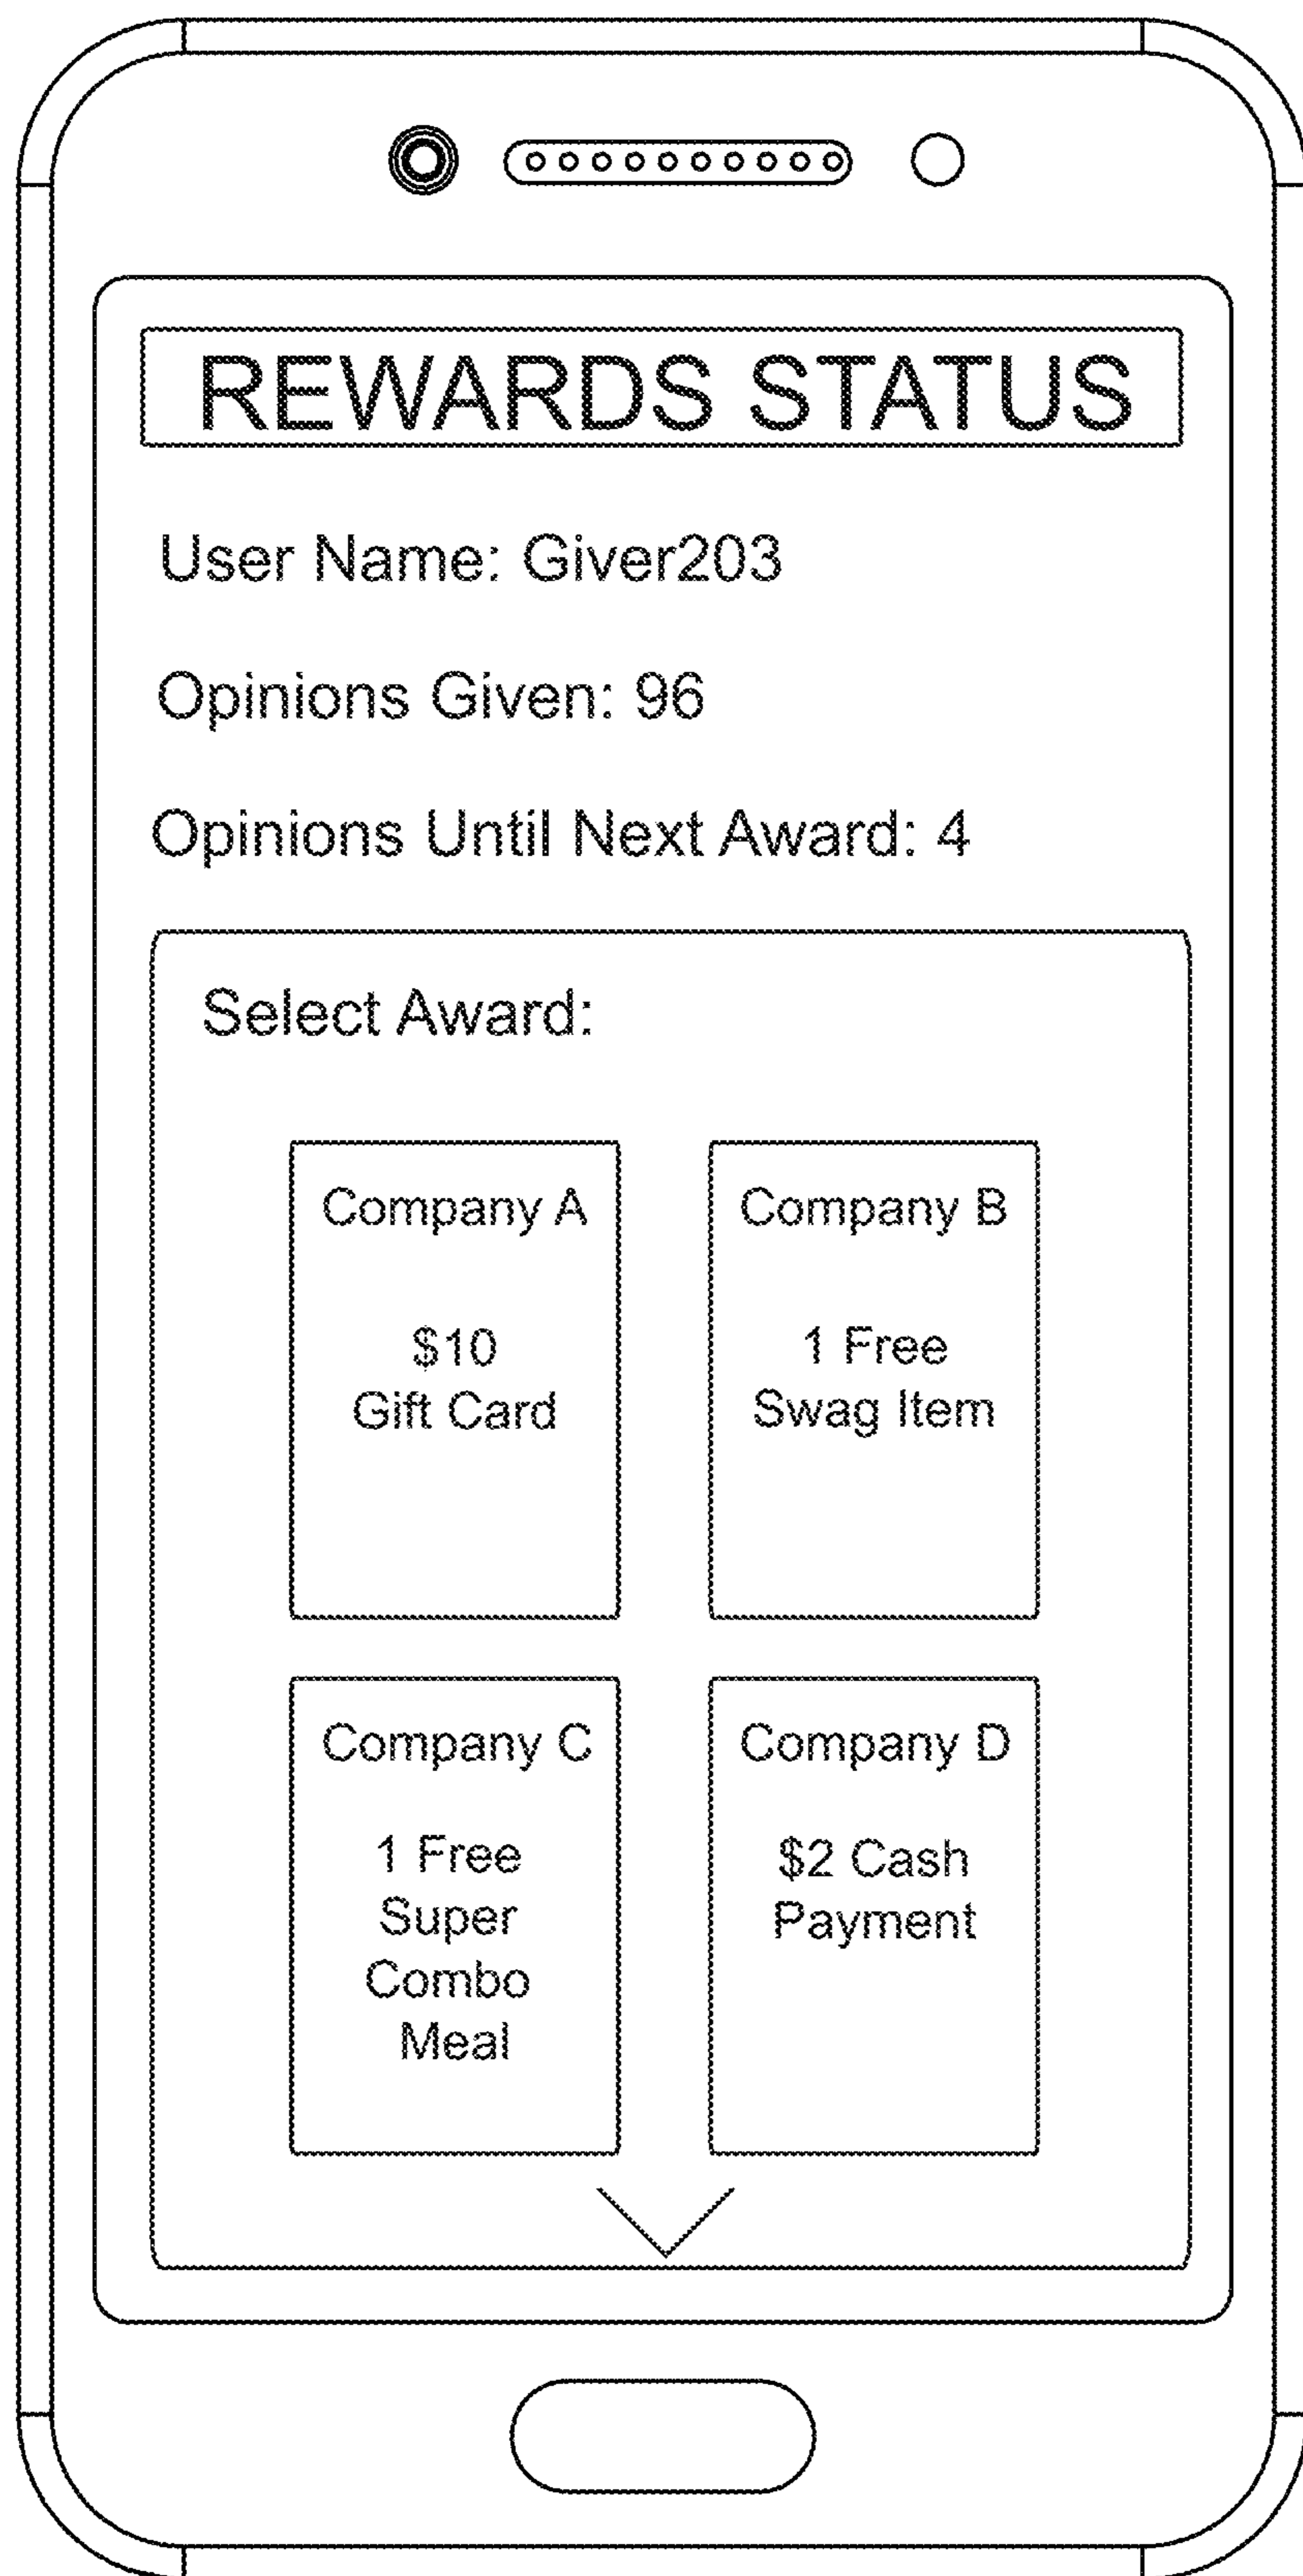 REWARDS STATUS
User Name: Giver203
Opinions Given: 96
Opinions Until Next Award: 4
Select Award:
Company A
$10
Gift Card
Company B
1 Free
Swag Item
Company C
1 Free
Super
Combo
Meal
Company D
$2 Cash
Payment